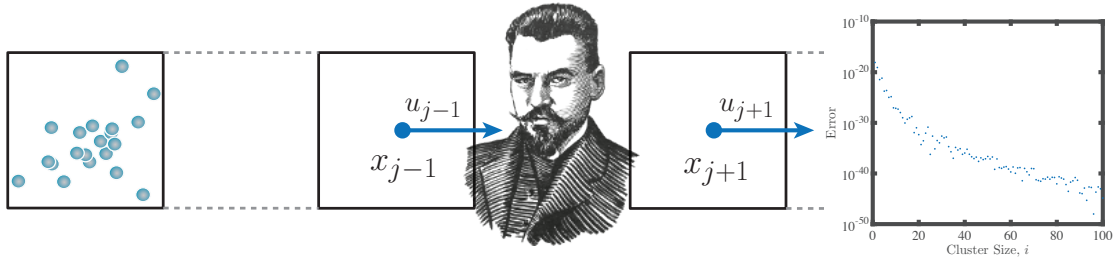 u_{j−1}
x_{j−1}
u_{j+1}
x_{j+1}
10^{-10}
10^{-20}
10^{-30}
10^{-40}
10^{-50}
Error
0 20 40 60 80 100
Cluster Size, i